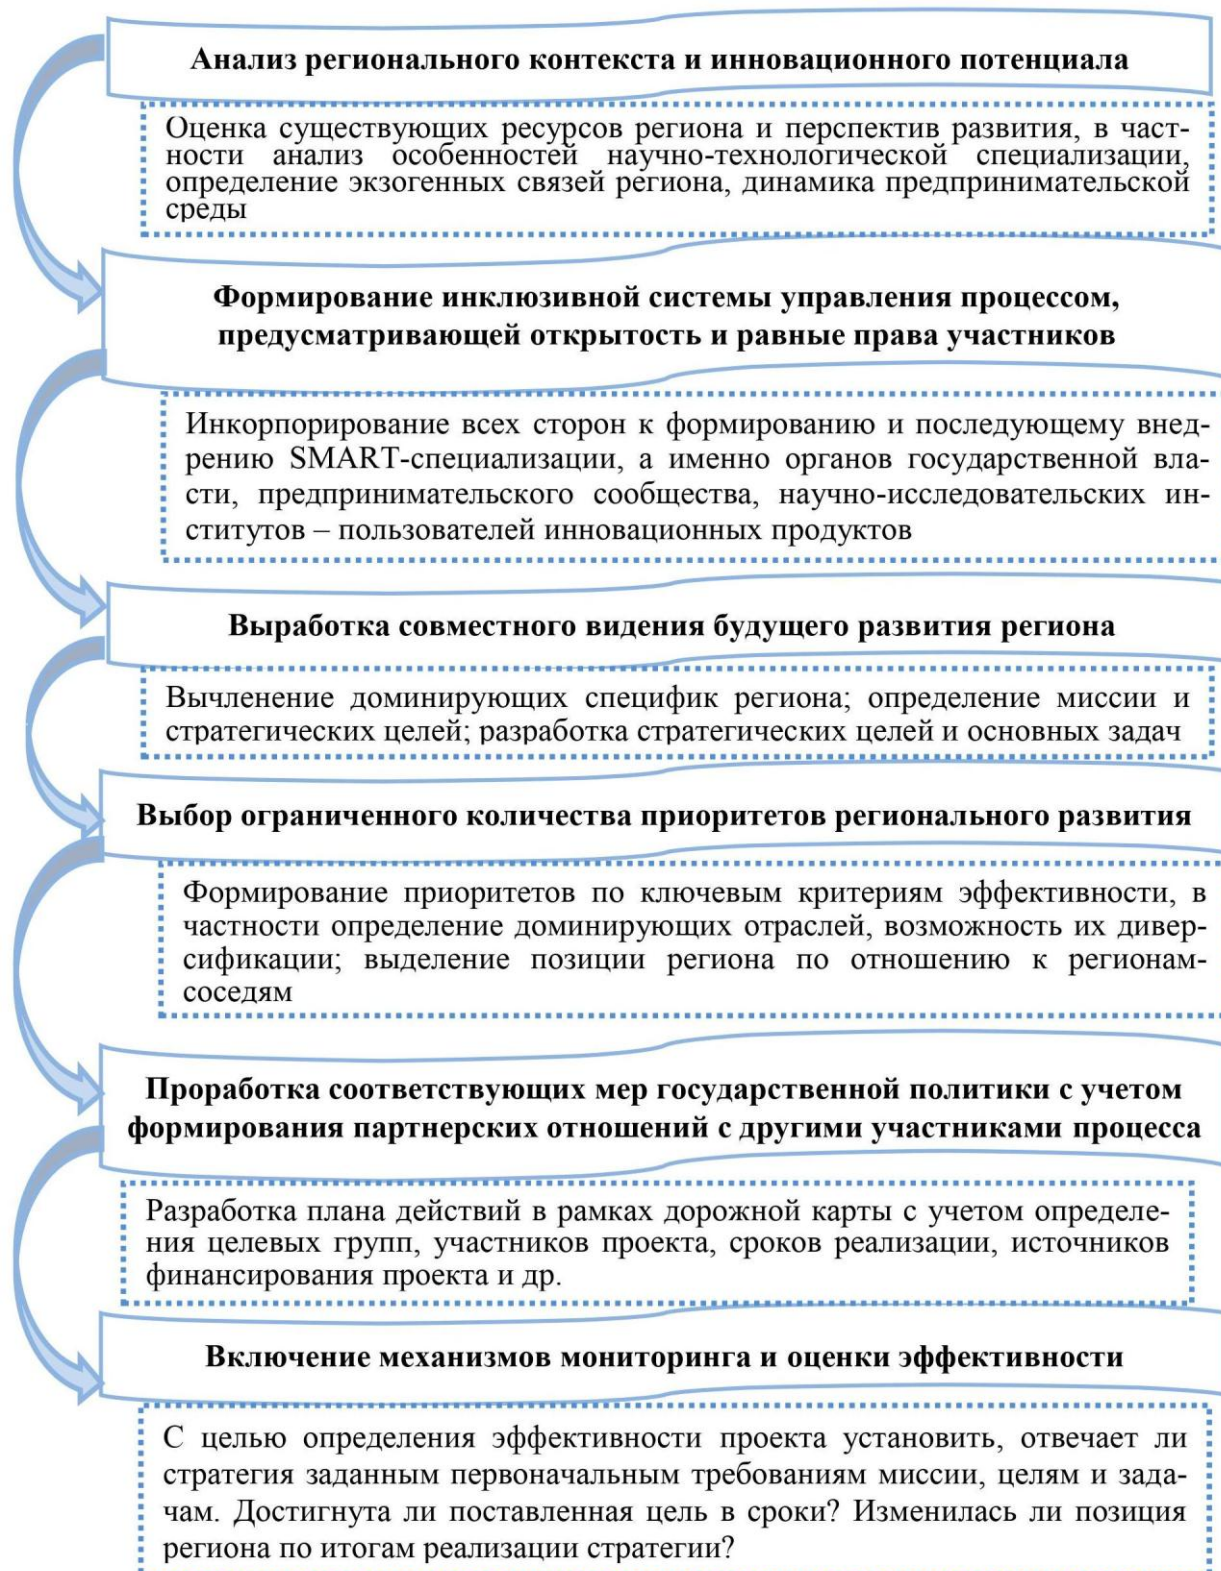 Анализ регионального контекста и инновационного потенциала
Оценка существующих ресурсов региона и перспектив развития, в част-
ности анализ особенностей научно-технологической специализации,
определение экзогенных связей региона, динамика предпринимательской
среды
Формирование инклюзивной системы управления процессом,
предусматривающей открытость и равные права участников
Инкорпорирование всех сторон к формированию и последующему внед-
рению SMART-специализации, а именно органов государственной вла-
сти, предпринимательского сообщества, научно-исследовательских ин-
ститутов – пользователей инновационных продуктов
Выработка совместного видения будущего развития региона
Вычленение доминирующих специфик региона; определение миссии и
стратегических целей; разработка стратегических целей и основных задач
Выбор ограниченного количества приоритетов регионального развития
Формирование приоритетов по ключевым критериям эффективности, в
частности определение доминирующих отраслей, возможность их дивер-
сификации; выделение позиции региона по отношению к регионам-
соседям
Проработка соответствующих мер государственной политики с учетом
формирования партнерских отношений с другими участниками процесса
Разработка плана действий в рамках дорожной карты с учетом определе-
ния целевых групп, участников проекта, сроков реализации, источников
финансирования проекта и др.
Включение механизмов мониторинга и оценки эффективности
С целью определения эффективности проекта установить, отвечает ли
стратегия заданным первоначальным требованиям миссии, целям и зада-
чам. Достигнута ли поставленная цель в сроки? Изменилась ли позиция
региона по итогам реализации стратегии?